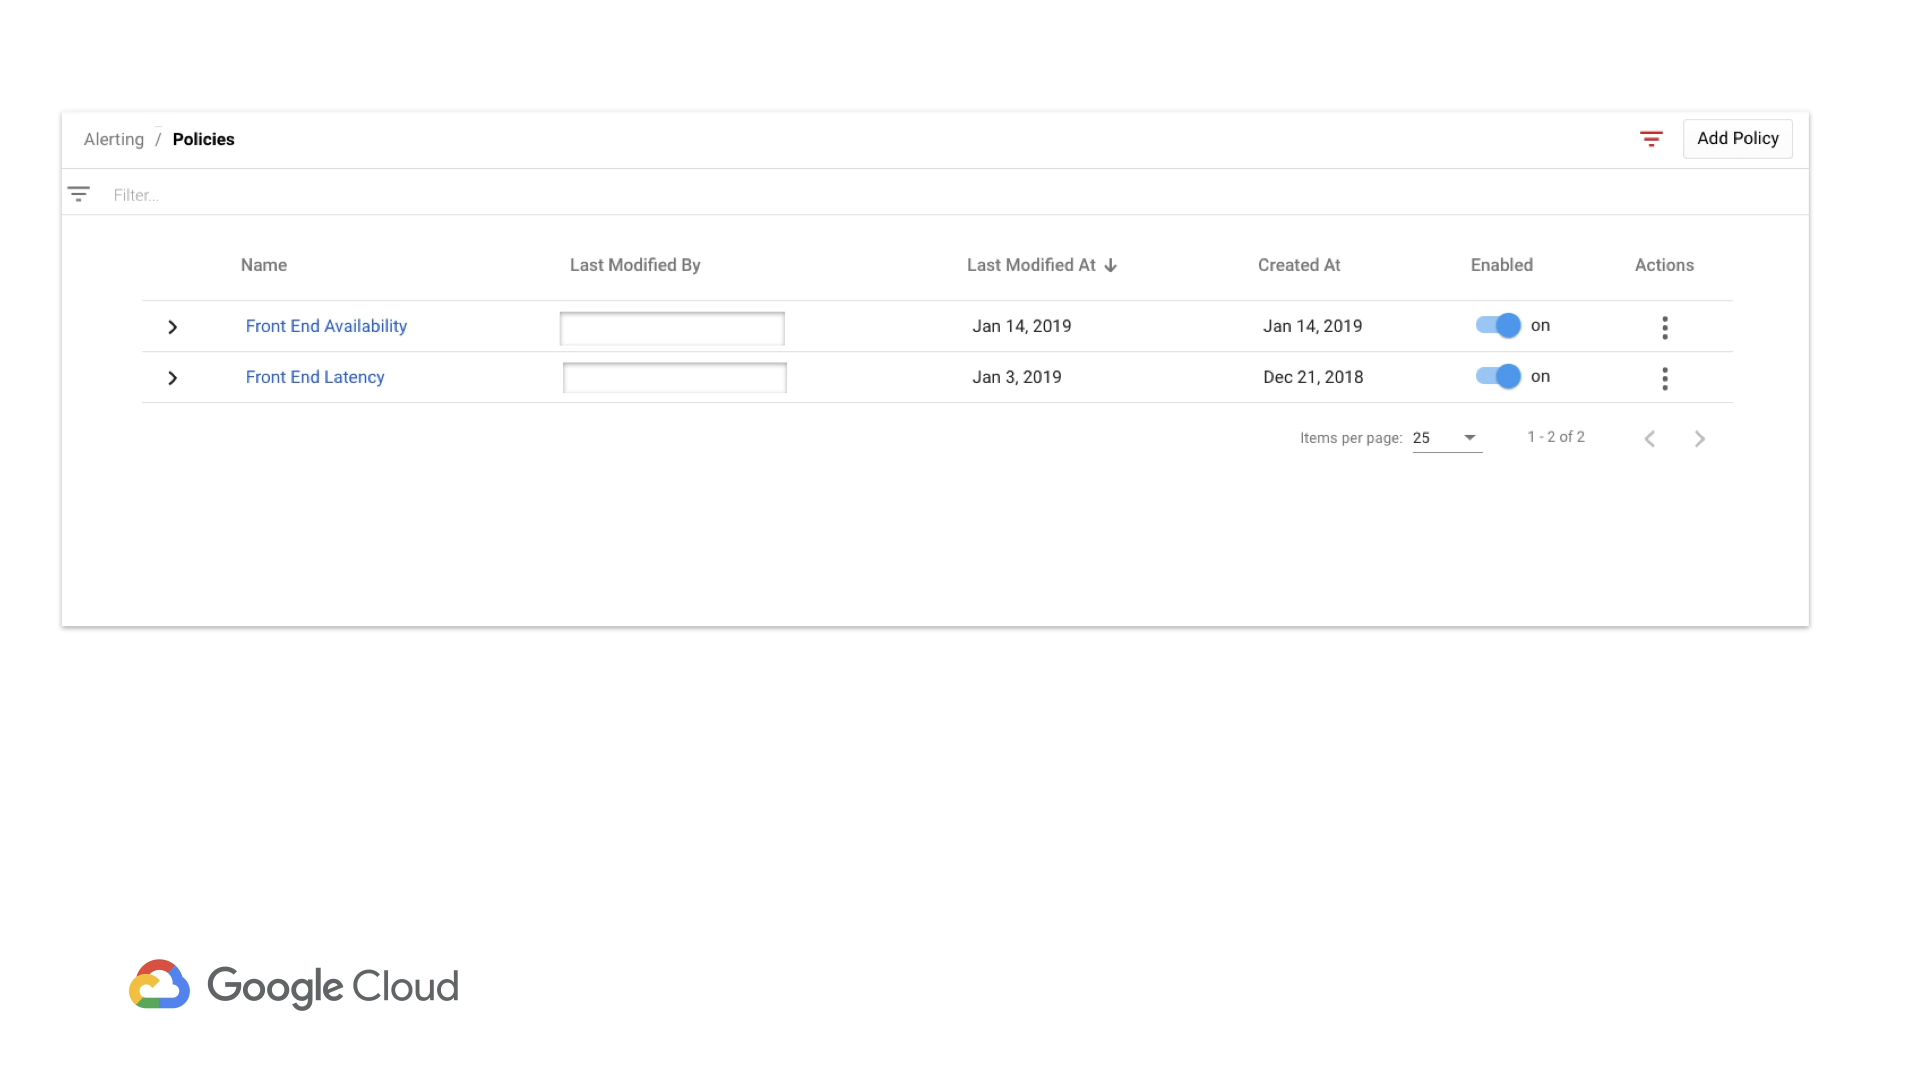 Alerting / Policies
Add Policy
Filter...
Name Last Modified By Last Modified At Created At Enabled Actions
Front End Availability Jan 14, 2019 Jan 14, 2019 on
Front End Latency Jan 3, 2019 Dec 21, 2018 on
Items per page: 25 1 - 2 of 2
Google Cloud